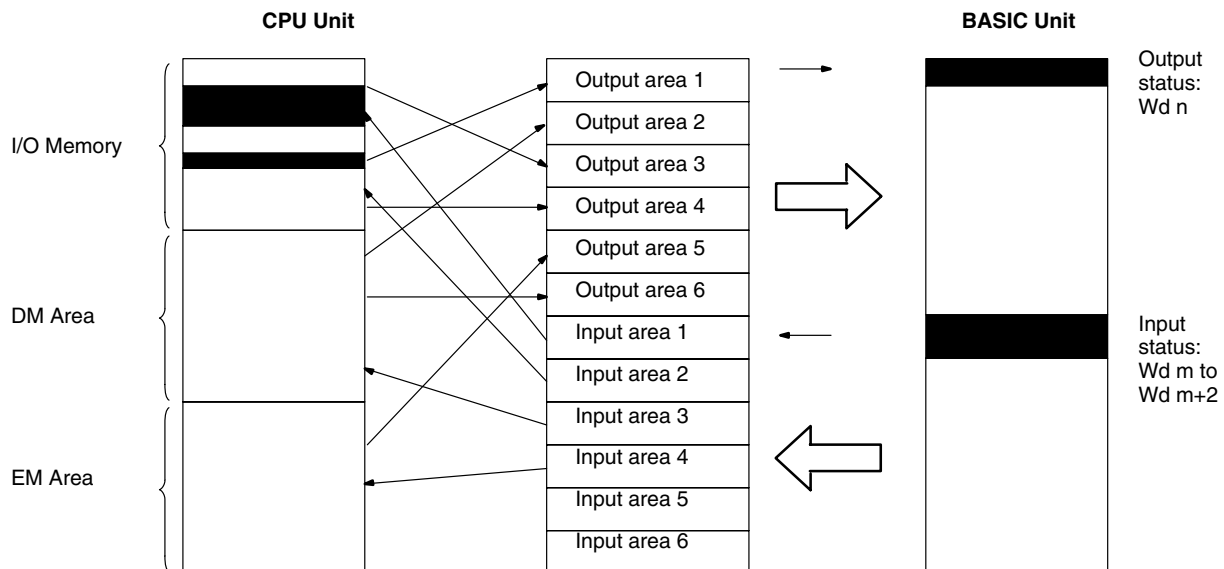 CPU Unit
BASIC Unit
I/O Memory
DM Area
EM Area
Output area 1
Output area 2
Output area 3
Output area 4
Output area 5
Output area 6
Input area 1
Input area 2
Input area 3
Input area 4
Input area 5
Input area 6
Output
status:
Wd n
Input
status:
Wd m to
Wd m+2